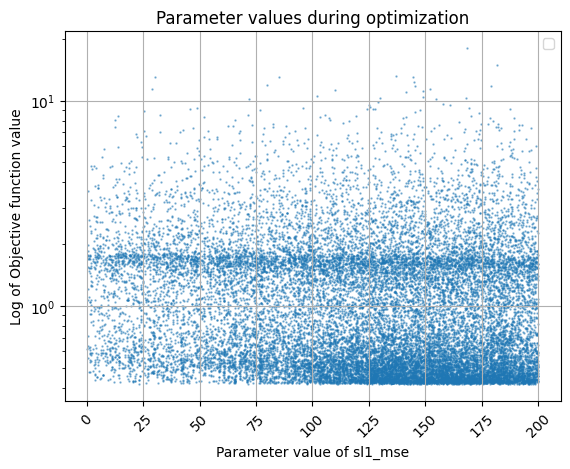 Parameter values during optimization
Log of Objective function value
10¹
10⁰
0 25 50 75 100 125 150 175 200
Parameter value of sl1_mse